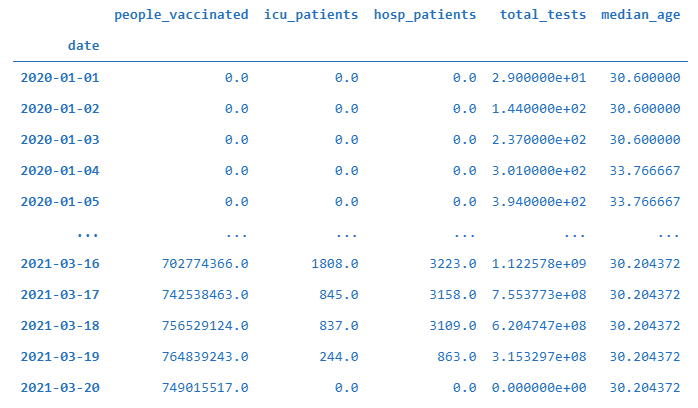 people_vaccinated icu_patients hosp_patients total_tests median_age
date
2020-01-01 0.0 0.0 0.0 2.900000e+01 30.600000
2020-01-02 0.0 0.0 0.0 1.440000e+02 30.600000
2020-01-03 0.0 0.0 0.0 2.370000e+02 30.600000
2020-01-04 0.0 0.0 0.0 3.010000e+02 33.766667
2020-01-05 0.0 0.0 0.0 3.940000e+02 33.766667
... ... ... ... ... ...
2021-03-16 702774366.0 1808.0 3223.0 1.122578e+09 30.204372
2021-03-17 742538463.0 845.0 3158.0 7.553773e+08 30.204372
2021-03-18 756529124.0 837.0 3109.0 6.204747e+08 30.204372
2021-03-19 764839243.0 244.0 863.0 3.153297e+08 30.204372
2021-03-20 749015517.0 0.0 0.0 0.000000e+00 30.204372